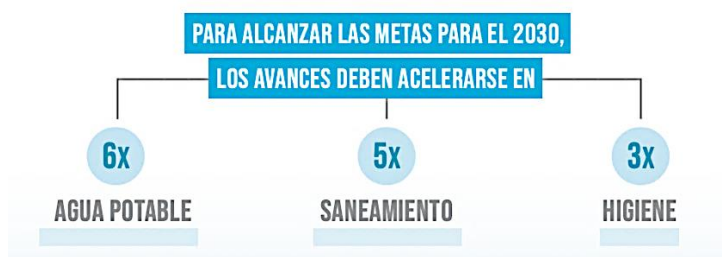 PARA ALCANZAR LAS METAS PARA EL 2030,
LOS AVANCES DEBEN ACELERARSE EN
6X 5X 3X
AGUA POTABLE SANEAMIENTO HIGIENE